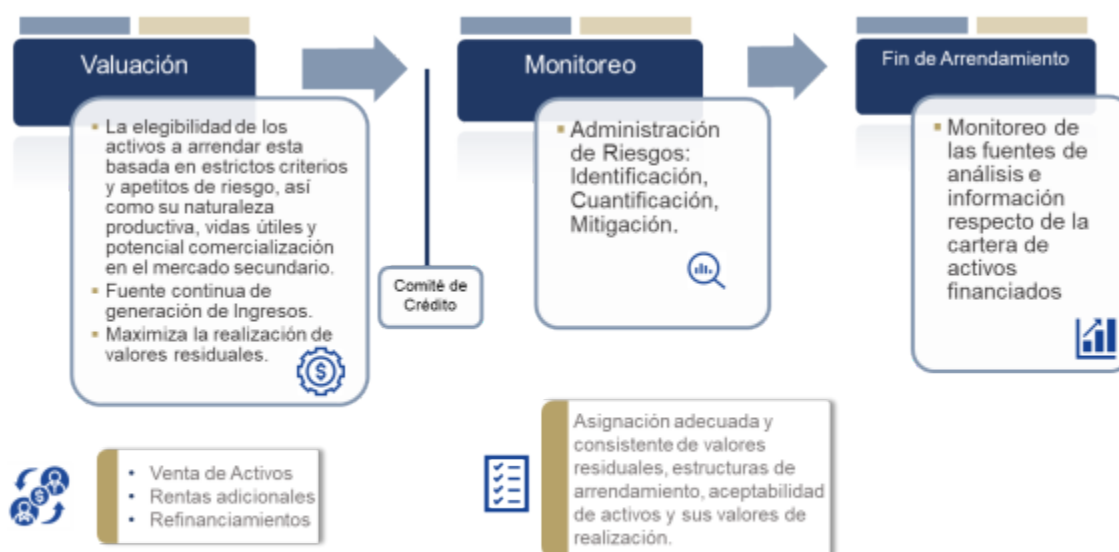 Valuación
▪ La elegibilidad de los
activos a arrendar esta
basada en estrictos criterios
y apetitos de riesgo, así
como su naturaleza
productiva, vidas útiles y
potencial comercialización
en el mercado secundario.
▪ Fuente continua de
generación de Ingresos.
▪ Maximiza la realización de
valores residuales.
Comité de
Crédito
Monitoreo
▪ Administración
de Riesgos:
Identificación,
Cuantificación,
Mitigación.
Fin de Arrendamiento
▪ Monitoreo de
las fuentes de
análisis e
información
respecto de la
cartera de
activos
financiados
• Venta de Activos
• Rentas adicionales
• Refinanciamientos
Asignación adecuada y
consistente de valores
residuales, estructuras de
arrendamiento, aceptabilidad
de activos y sus valores de
realización.